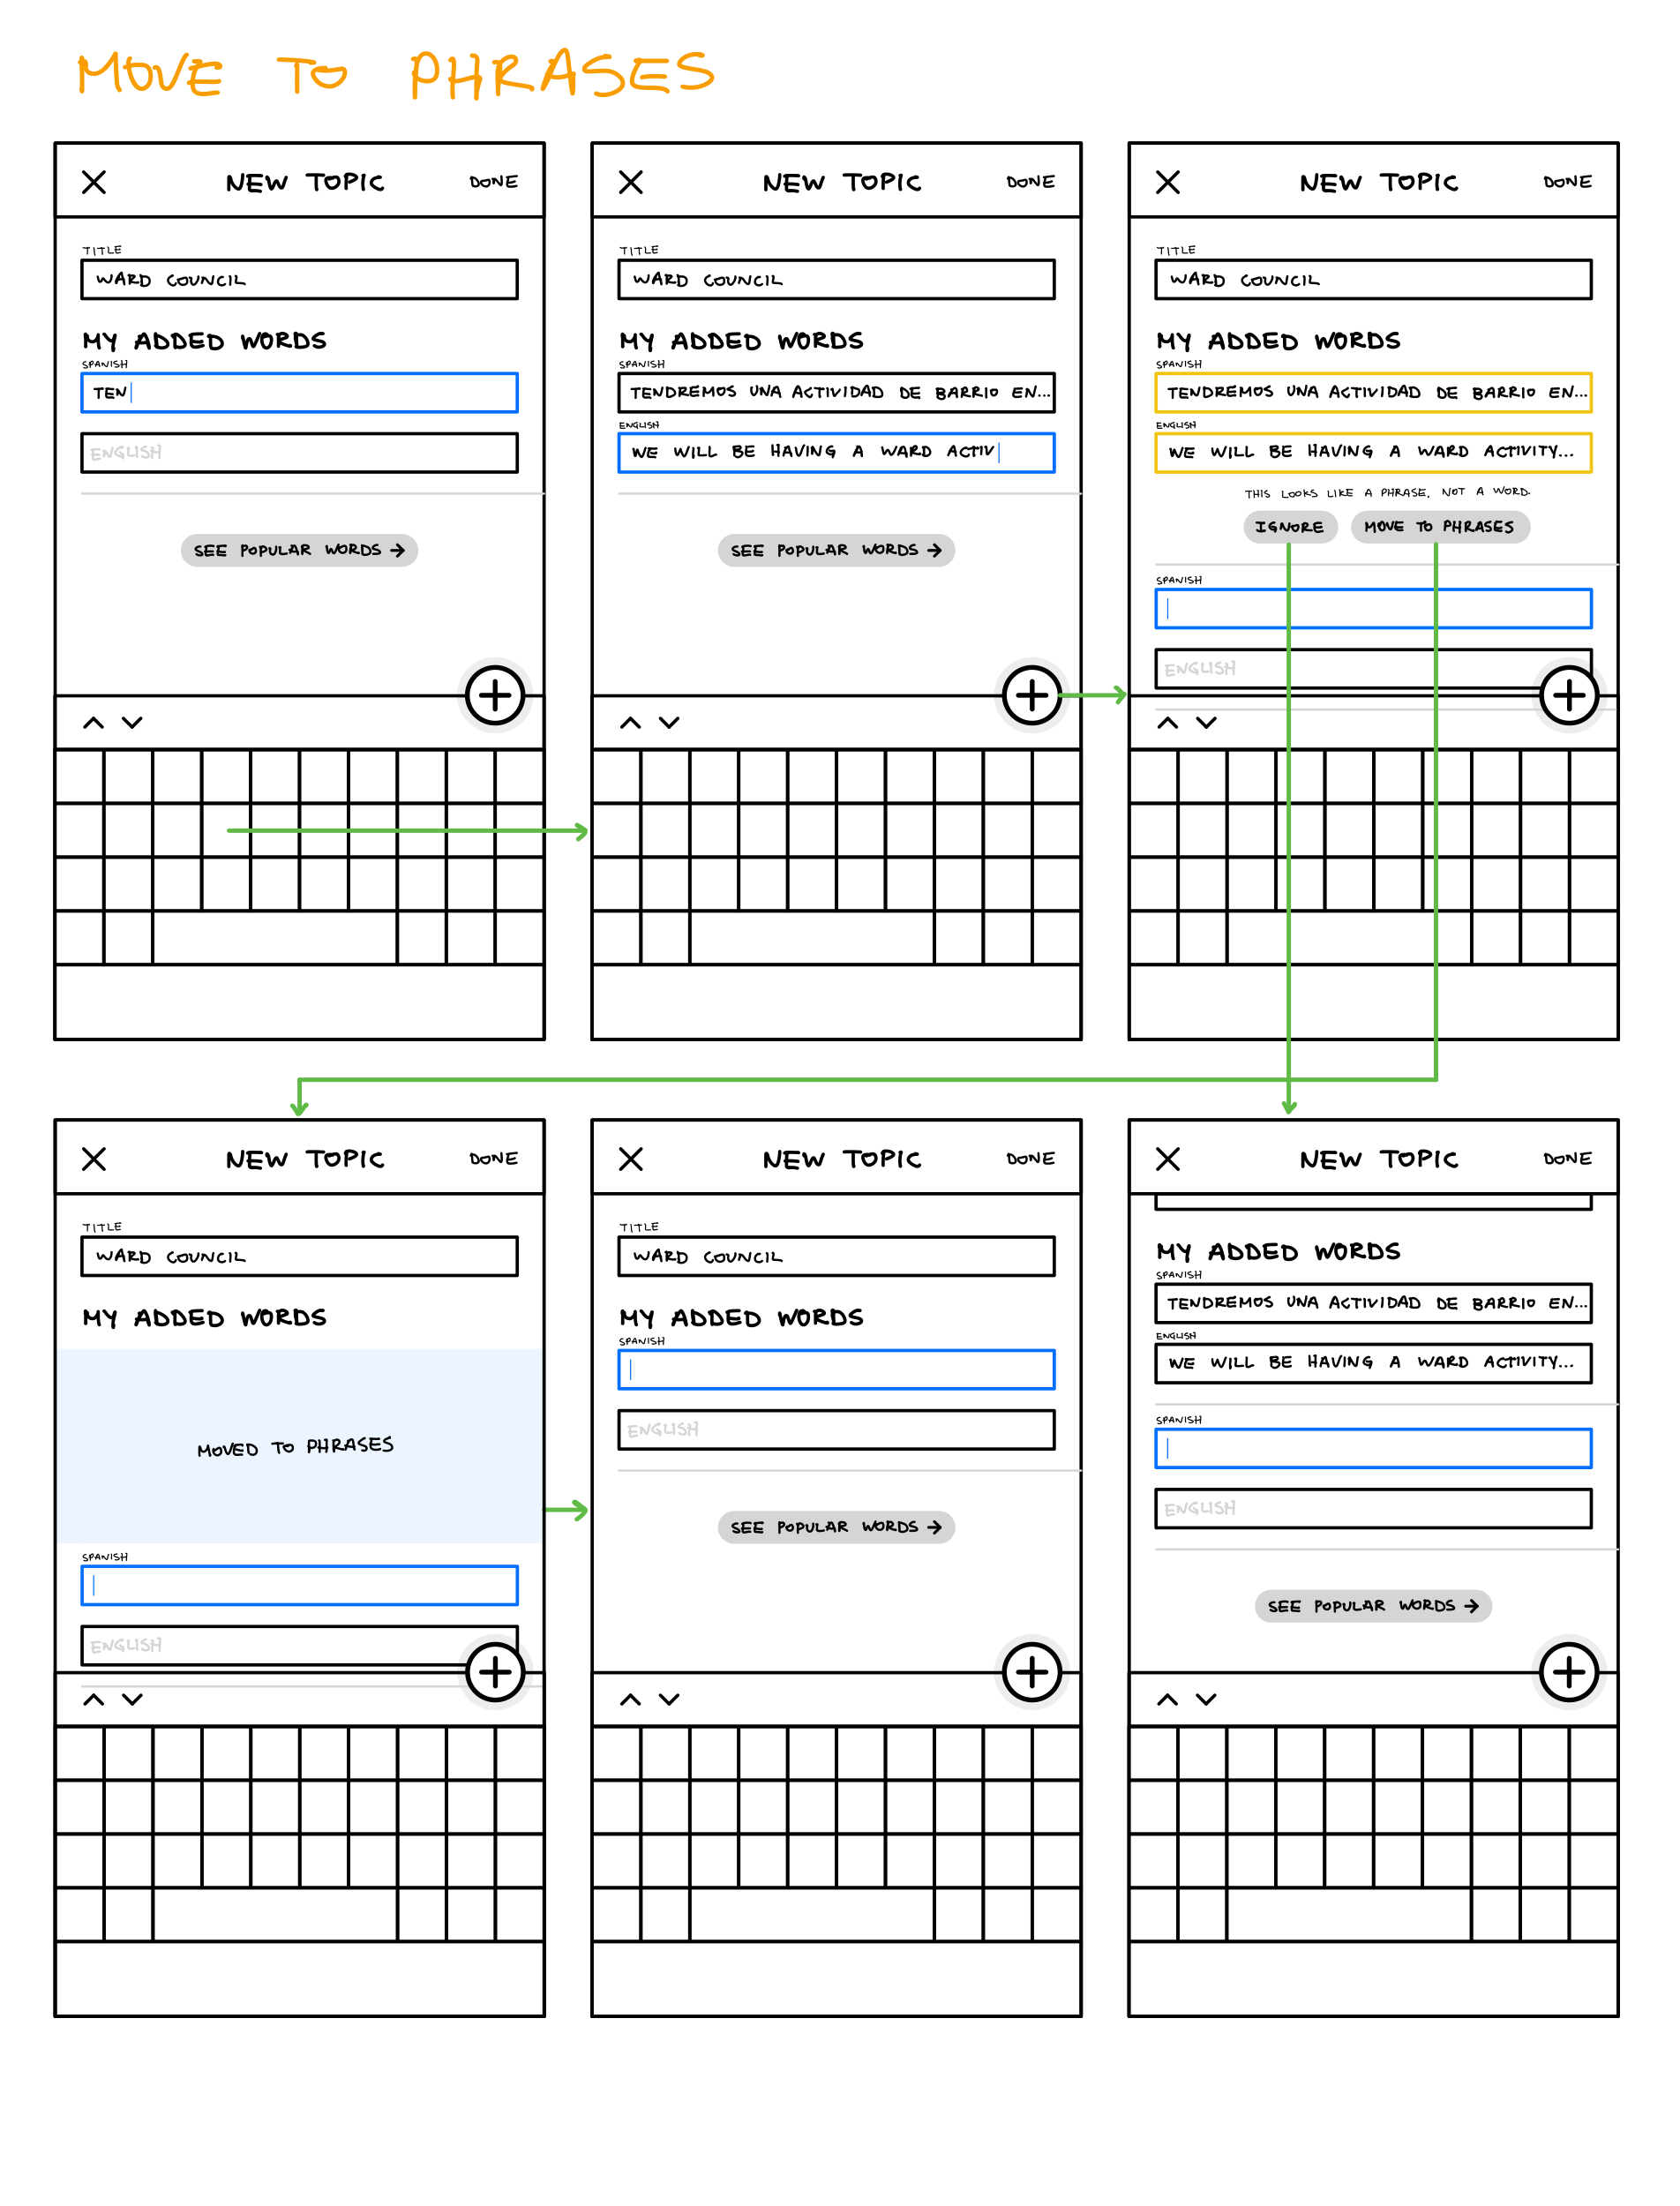 MOVE TO PHRASES
NEW TOPIC DONE
TITLE
WARD COUNCIL
MY ADDED WORDS
SPANISH
TEN
ENGLISH
SEE POPULAR WORDS →
NEW TOPIC DONE
TITLE
WARD COUNCIL
MY ADDED WORDS
SPANISH
TENDREMOS UNA ACTIVIDAD DE BARRIO EN...
ENGLISH
WE WILL BE HAVING A WARD ACTIV
SEE POPULAR WORDS →
NEW TOPIC DONE
TITLE
WARD COUNCIL
MY ADDED WORDS
SPANISH
TENDREMOS UNA ACTIVIDAD DE BARRIO EN...
ENGLISH
WE WILL BE HAVING A WARD ACTIVITY...
THIS LOOKS LIKE A PHRASE, NOT A WORD.
IGNORE MOVE TO PHRASES
SPANISH
ENGLISH
NEW TOPIC DONE
TITLE
WARD COUNCIL
MY ADDED WORDS
MOVED TO PHRASES
SPANISH
ENGLISH
NEW TOPIC DONE
TITLE
WARD COUNCIL
MY ADDED WORDS
SPANISH
ENGLISH
SEE POPULAR WORDS →
NEW TOPIC DONE
MY ADDED WORDS
SPANISH
TENDREMOS UNA ACTIVIDAD DE BARRIO EN...
ENGLISH
WE WILL BE HAVING A WARD ACTIVITY...
SPANISH
ENGLISH
SEE POPULAR WORDS →